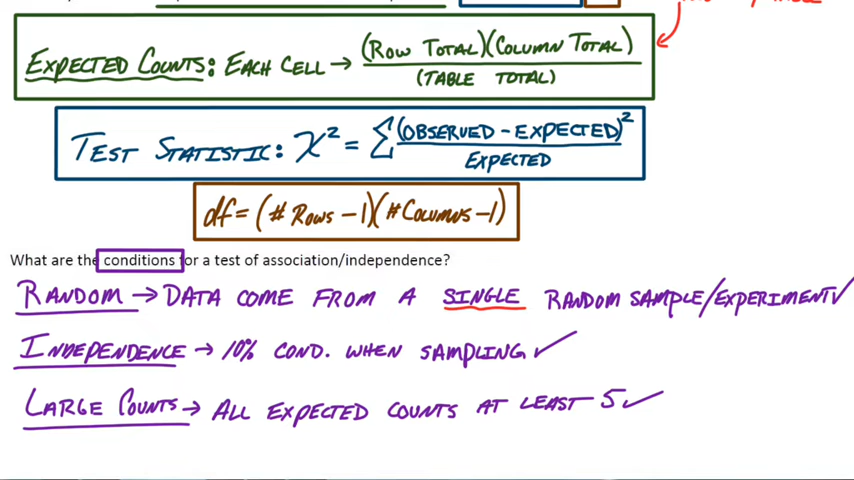 EXPECTED COUNTS: EACH CELL → (ROW TOTAL)(COLUMN TOTAL) / (TABLE TOTAL)
TEST STATISTIC: χ² = Σ (OBSERVED - EXPECTED)² / EXPECTED
df = (# ROWS - 1)(# COLUMNS - 1)
What are the conditions for a test of association/independence?
RANDOM → DATA COME FROM A SINGLE RANDOM SAMPLE/EXPERIMENT ✓
INDEPENDENCE → 10% COND. WHEN SAMPLING ✓
LARGE COUNTS → ALL EXPECTED COUNTS AT LEAST 5 ✓